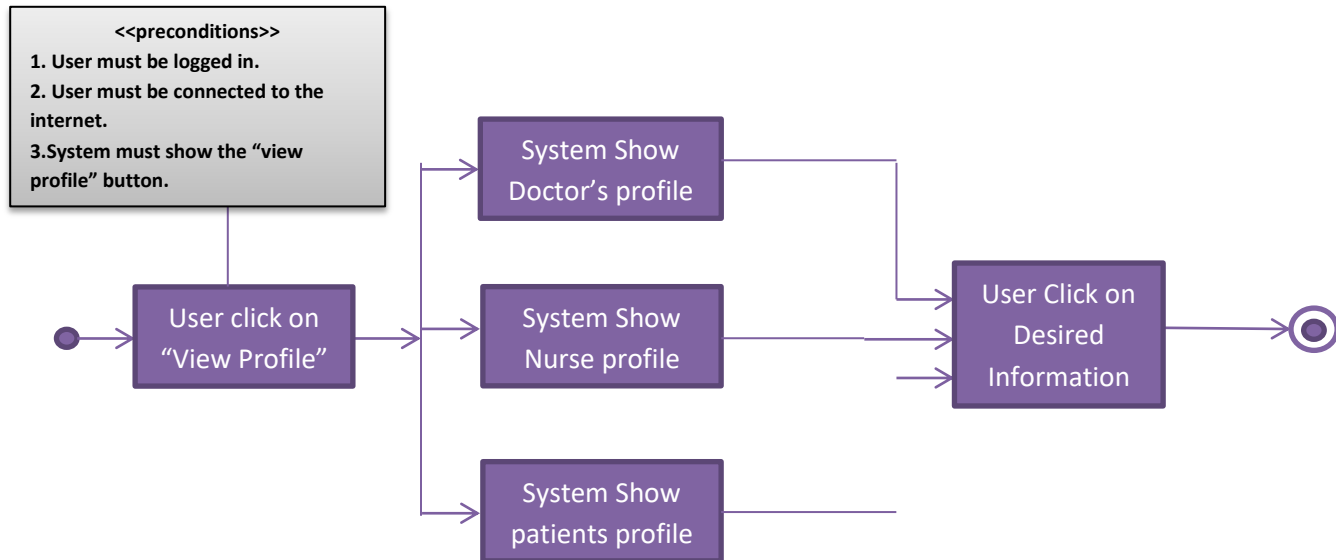 <<preconditions>>
1. User must be logged in.
2. User must be connected to the
internet.
3.System must show the “view
profile” button.
System Show
Doctor’s profile
User click on
“View Profile”
System Show
Nurse profile
User Click on
Desired
Information
System Show
patients profile